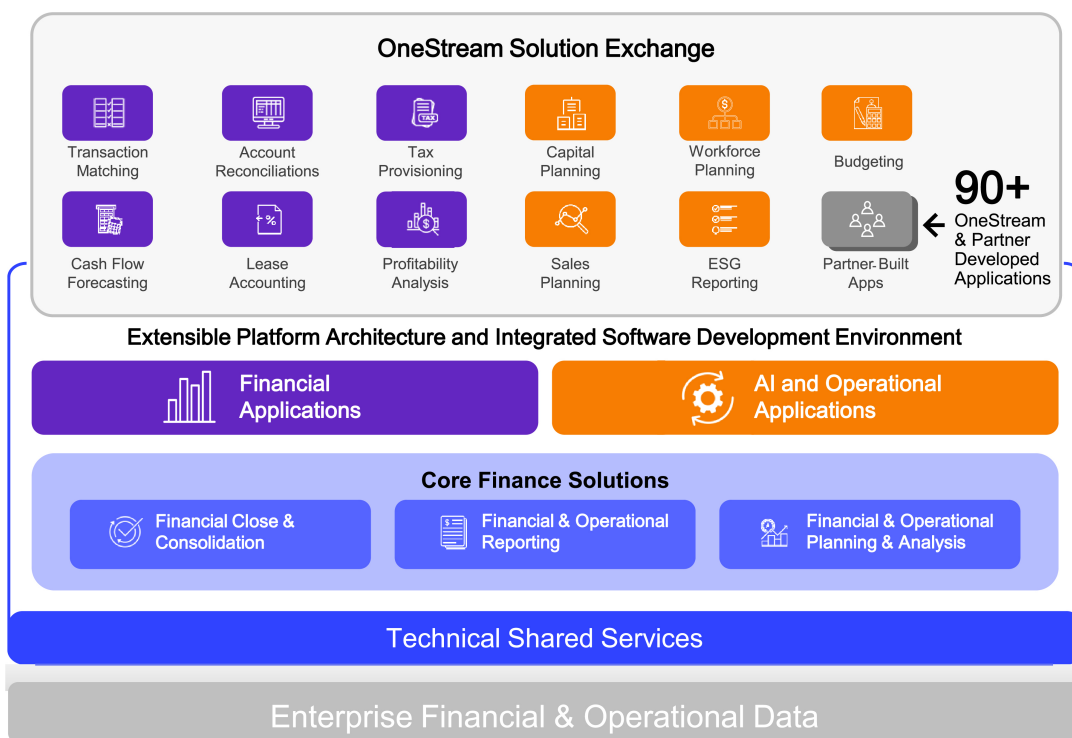 OneStream Solution Exchange
Transaction
Matching
Account
Reconciliations
TAX
Tax
Provisioning
Capital
Planning
$
Workforce
Planning
Budgeting
Cash Flow
Forecasting
%
Lease
Accounting
$
Profitability
Analysis
Sales
Planning
ESG
Reporting
Partner-Built
Apps
90+
OneStream
& Partner
Developed
Applications
Extensible Platform Architecture and Integrated Software Development Environment
Financial
Applications
AI and Operational
Applications
Core Finance Solutions
Financial Close &
Consolidation
$
Financial & Operational
Reporting
Financial & Operational
Planning & Analysis
Technical Shared Services
Enterprise Financial & Operational Data